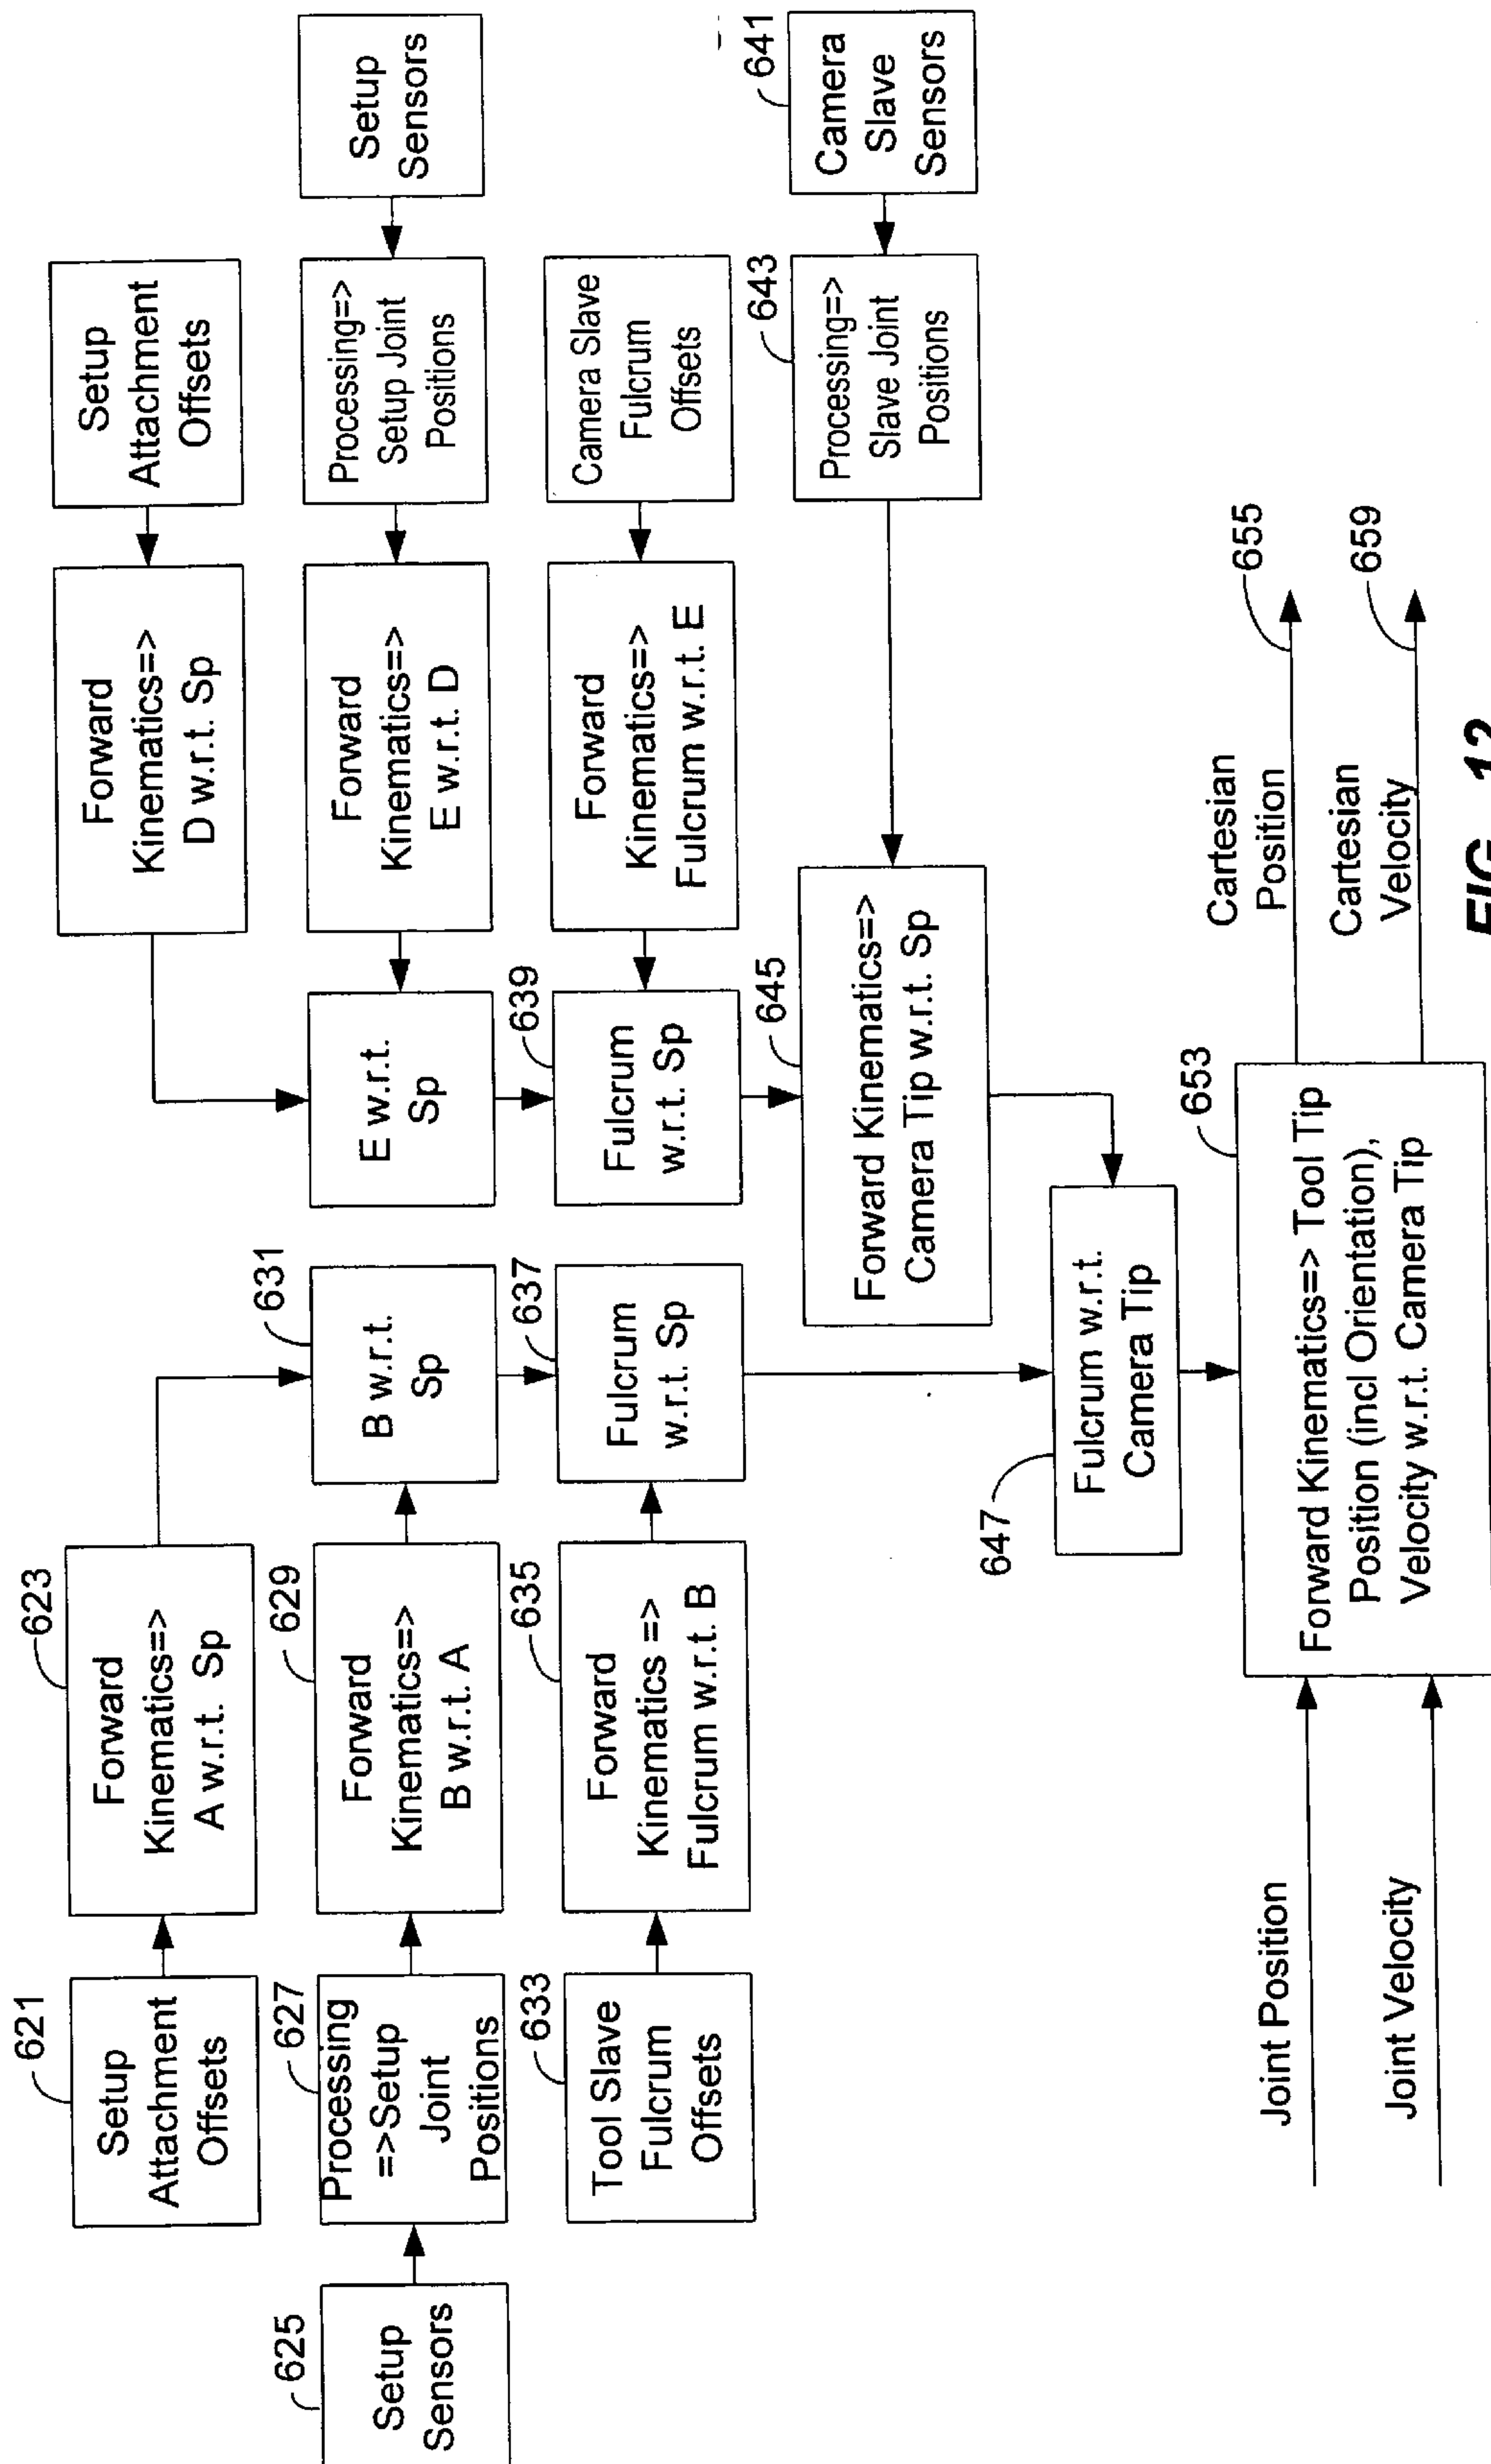 621
Setup
Attachment
Offsets
623
Forward
Kinematics=>
A w.r.t. Sp
Forward
Kinematics=>
D w.r.t. Sp
Setup
Attachment
Offsets
625
Setup
Sensors
627
Processing
=>Setup
Joint
Positions
629
Forward
Kinematics=>
B w.r.t. A
631
B w.r.t.
Sp
E w.r.t.
Sp
Forward
Kinematics=>
E w.r.t. D
Processing=>
Setup Joint
Positions
Setup
Sensors
633
Tool Slave
Fulcrum
Offsets
635
Forward
Kinematics =>
Fulcrum w.r.t. B
637
Fulcrum
w.r.t. Sp
639
Fulcrum
w.r.t. Sp
Forward
Kinematics=>
Fulcrum w.r.t. E
Camera Slave
Fulcrum
Offsets
645
Forward Kinematics=>
Camera Tip w.r.t. Sp
643
Processing=>
Slave Joint
Positions
641
Camera
Slave
Sensors
647
Fulcrum w.r.t.
Camera Tip
Joint Position
Joint Velocity
653
Forward Kinematics=> Tool Tip
Position (incl Orientation),
Velocity w.r.t. Camera Tip
Cartesian
Position
655
Cartesian
Velocity
659
FIG. 12